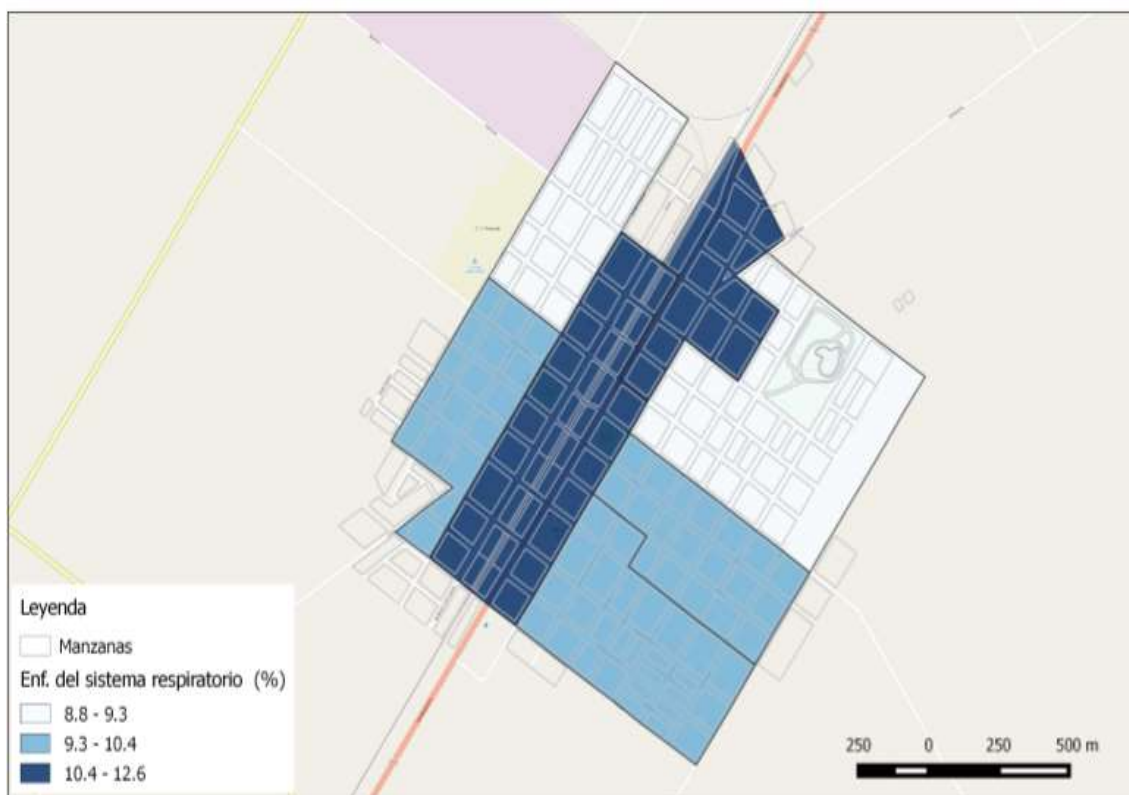 Leyenda
Manzanas
Enf. del sistema respiratorio (%)
8.8 - 9.3
9.3 - 10.4
10.4 - 12.6
250 0 250 500 m